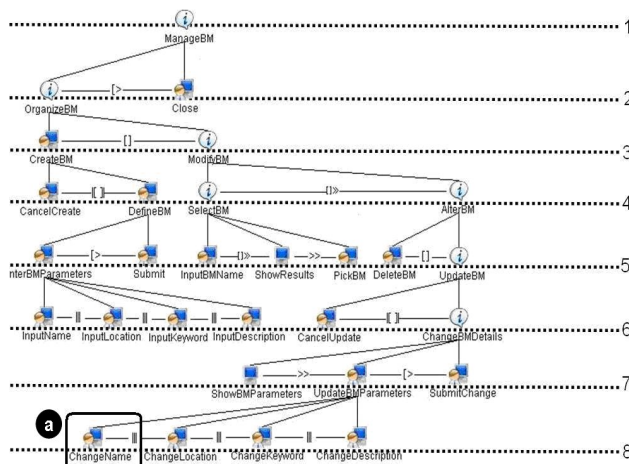 1
ManageBM
[>
2
OrganizeBM Close
[]
3
CreateBM ModifyBM
[] []»
4
CancelCreate DefineBM SelectBM AlterBM
[> []» >> []
5
nterBMParameters Submit InputBMName ShowResults PickBM DeleteBM UpdateBM
||| ||| ||| []
6
InputName InputLocation InputKeyword InputDescription CancelUpdate ChangeBMDetails
>> [>
7
ShowBMParameters UpdateBMParameters SubmitChange
a
||| ||| |||
8
ChangeName ChangeLocation ChangeKeyword ChangeDescription